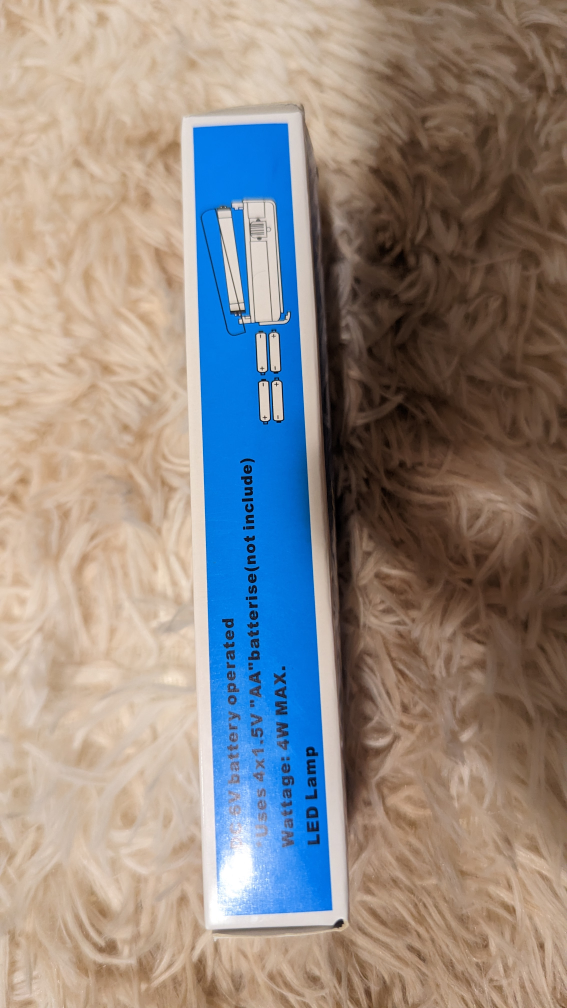 battery operated
*Uses 4x1.5V "AA"batterise(not include)
Wattage: 4W MAX.
LED Lamp